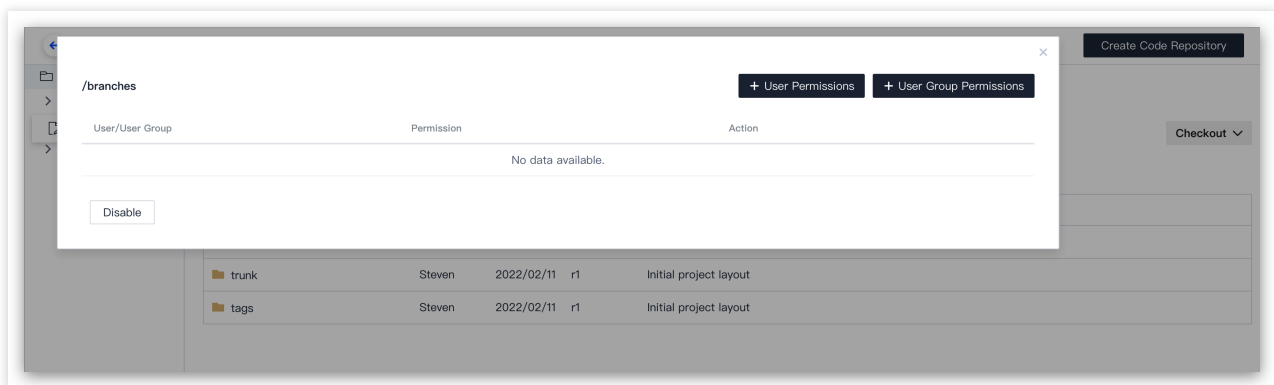 Create Code Repository
/branches
+ User Permissions
+ User Group Permissions
User/User Group Permission Action
Checkout
No data available.
Disable
trunk Steven 2022/02/11 r1 Initial project layout
tags Steven 2022/02/11 r1 Initial project layout